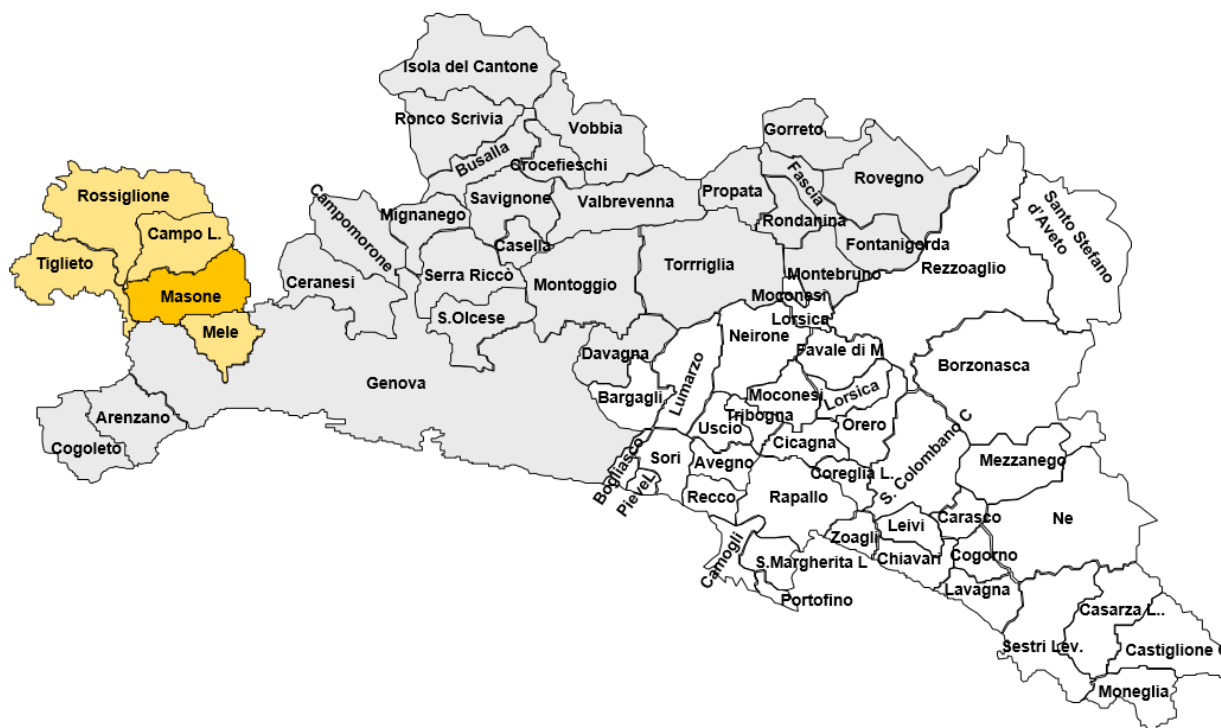 Isola del Cantone
Ronco Scrivia
Vobbia
Busalla
Crocefieschi
Gorreto
Fascia
Rovegno
Rossiglione
Campo L.
Tiglieto
Masone
Mele
Campomorone
Mignanego
Savignone
Valbrevenna
Propata
Rondanina
Santo Stefano
d'Aveto
Casella
Fontanigorda
Ceranesi
Serra Riccò
Montoggio
Torrriglia
Montebruno
Rezzoaglio
Moconesi
S.Olcese
Lorsica
Neirone
Davagna
Favale di M
Borzonasca
Genova
Bargagli
Lumarzo
Moconesi
Lorsica
Arenzano
Cogoleto
Tribogna
Uscio
Cicagna
Orero
S. Colombano C
Bogliasco
Sori
Avegno
Mezzanego
PieveL
Recco
Rapallo
Coreglia L.
Ne
Camogli
Zoagli
Leivi
Carasco
S.Margherita L
Chiavari
Cogorno
Portofino
Lavagna
Casarza L..
Sestri Lev.
Castiglione C
Moneglia